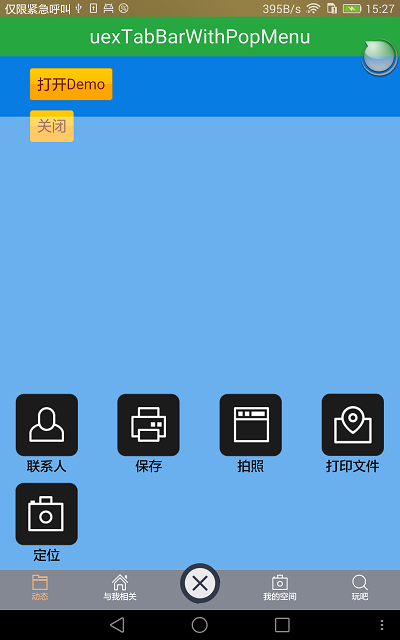 仅限紧急呼叫 395B/s 15:27
uexTabBarWithPopMenu
打开Demo
关闭
联系人 保存 拍照 打印文件
定位
动态 与我相关 我的空间 玩吧